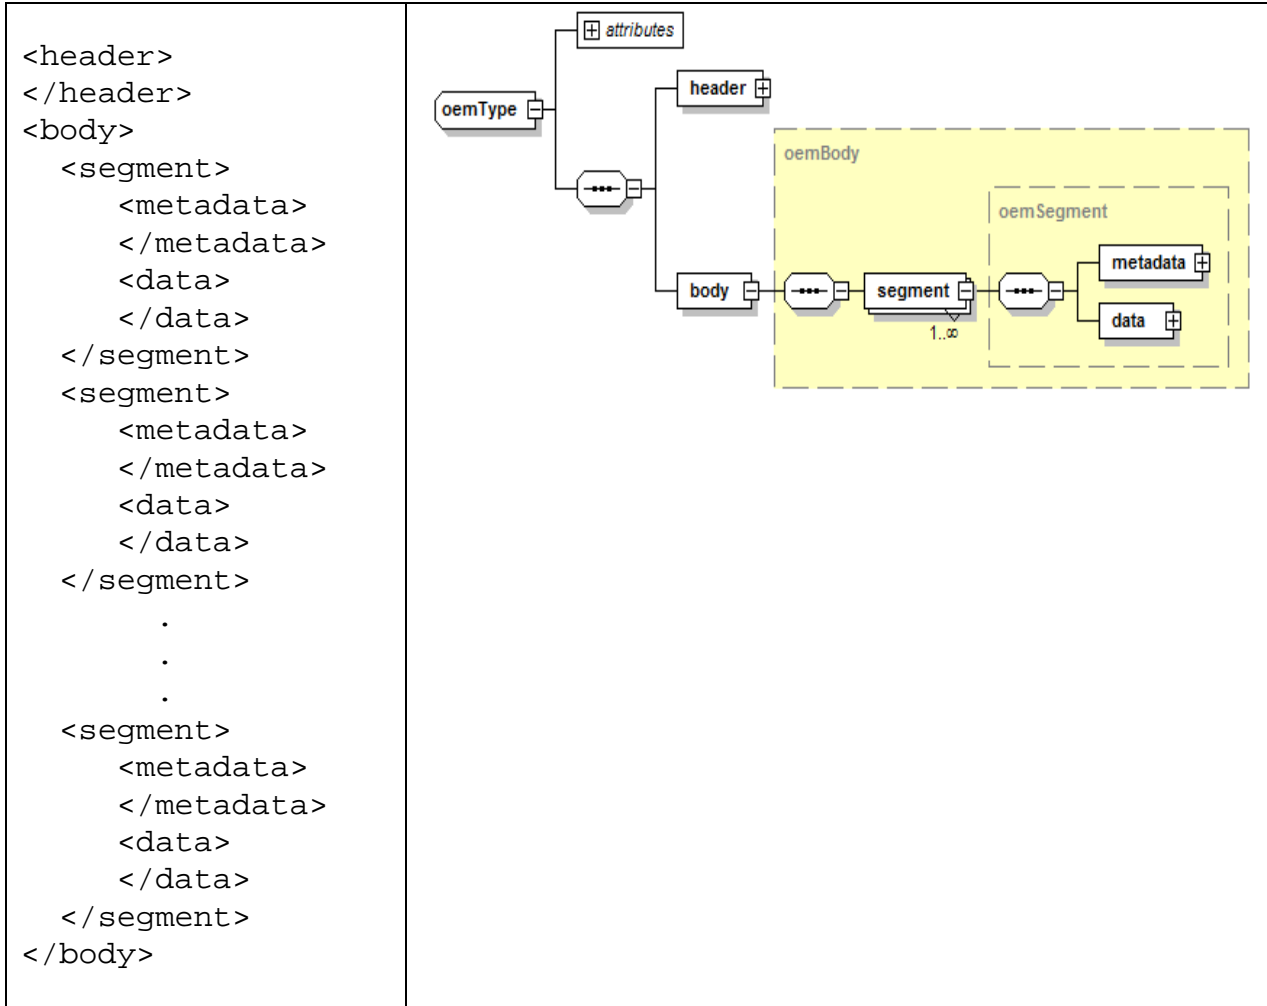 <header>
</header>
<body>
<segment>
<metadata>
</metadata>
<data>
</data>
</segment>
<segment>
<metadata>
</metadata>
<data>
</data>
</segment>
.
.
.
<segment>
<metadata>
</metadata>
<data>
</data>
</segment>
</body>
attributes
oemType
header
oemBody
oemSegment
metadata
body
segment
data
1..∞